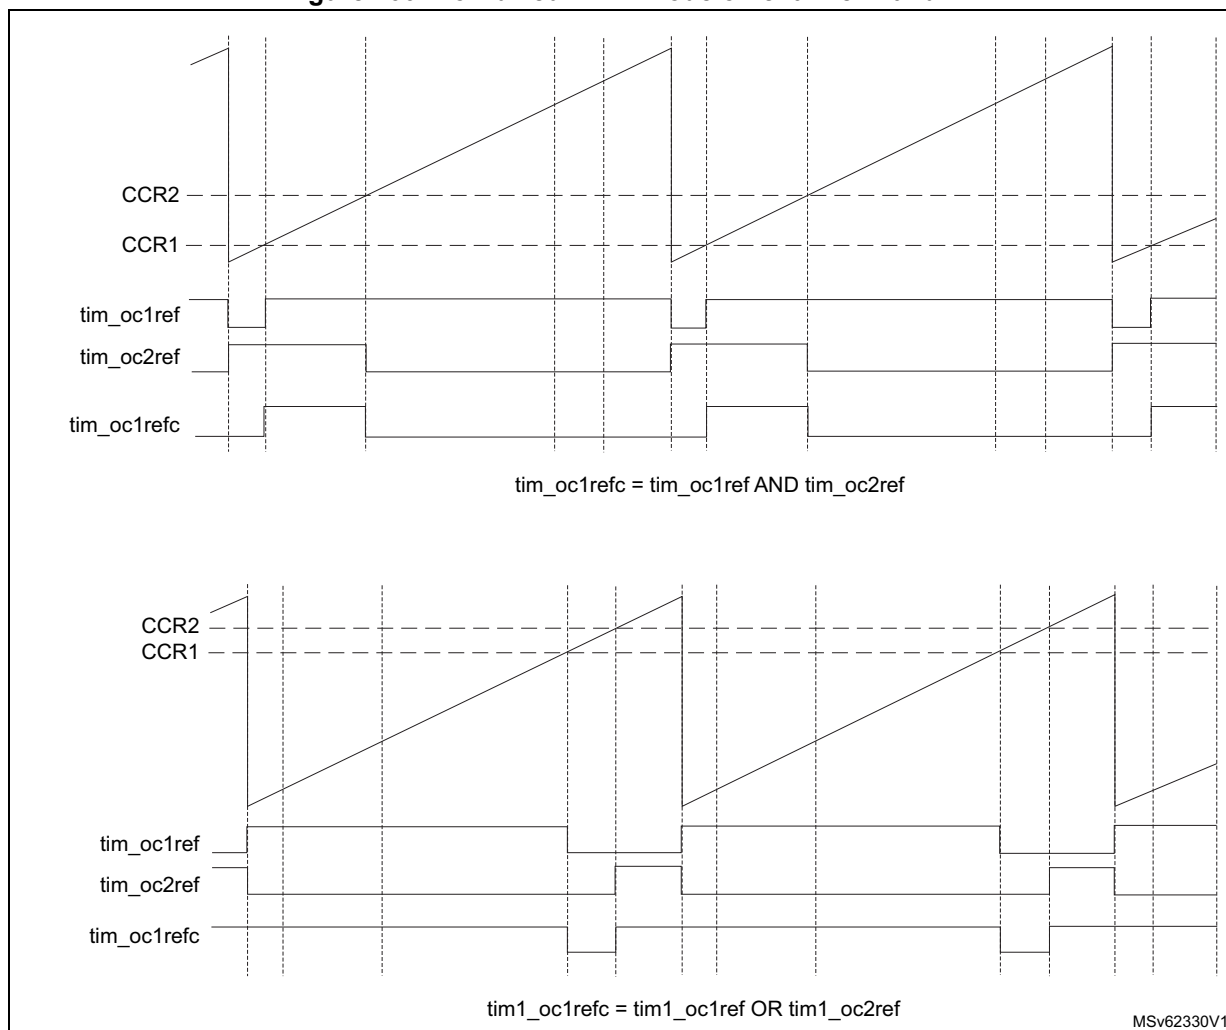 CCR2
CCR1
tim_oc1ref
tim_oc2ref
tim_oc1refc
tim_oc1refc = tim_oc1ref AND tim_oc2ref
CCR2
CCR1
tim_oc1ref
tim_oc2ref
tim_oc1refc
tim1_oc1refc = tim1_oc1ref OR tim1_oc2ref
MSv62330V1